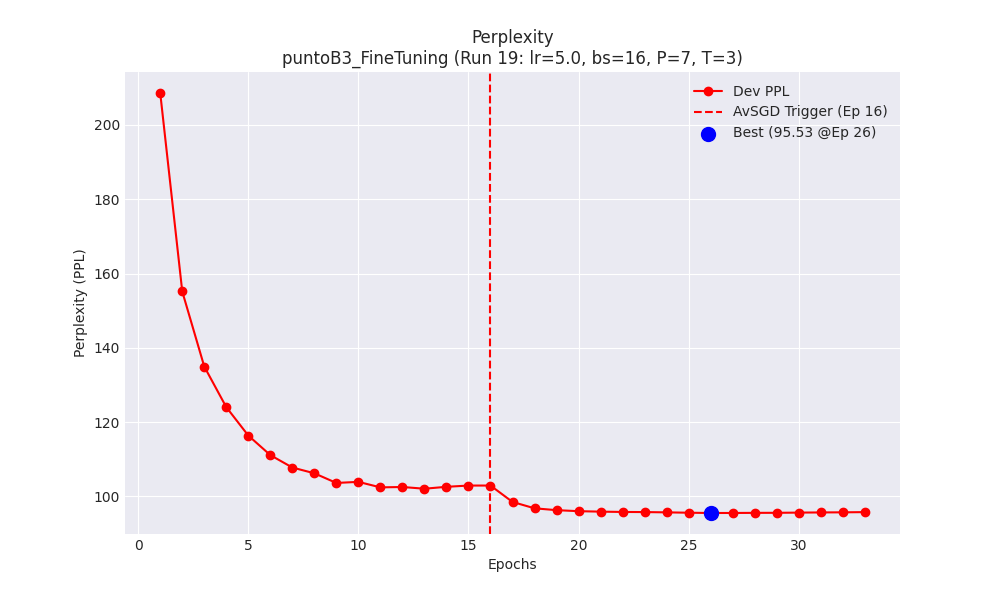 Perplexity
puntoB3_FineTuning (Run 19: lr=5.0, bs=16, P=7, T=3)
Dev PPL
AvSGD Trigger (Ep 16)
Best (95.53 @Ep 26)
Perplexity (PPL)
200
180
160
140
120
100
0 5 10 15 20 25 30
Epochs